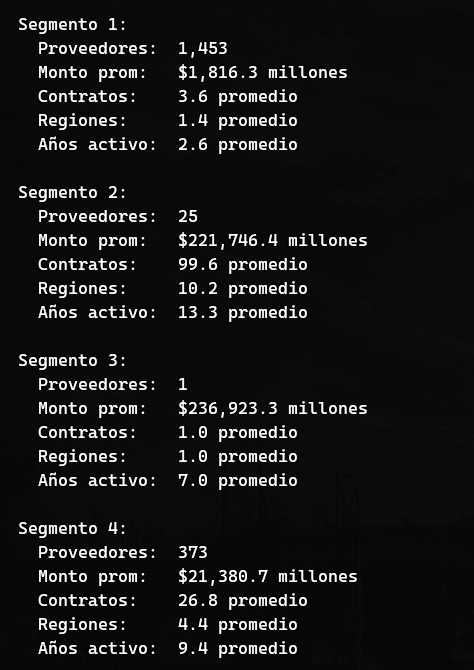 Segmento 1:
Proveedores: 1,453
Monto prom: $1,816.3 millones
Contratos: 3.6 promedio
Regiones: 1.4 promedio
Años activo: 2.6 promedio
Segmento 2:
Proveedores: 25
Monto prom: $221,746.4 millones
Contratos: 99.6 promedio
Regiones: 10.2 promedio
Años activo: 13.3 promedio
Segmento 3:
Proveedores: 1
Monto prom: $236,923.3 millones
Contratos: 1.0 promedio
Regiones: 1.0 promedio
Años activo: 7.0 promedio
Segmento 4:
Proveedores: 373
Monto prom: $21,380.7 millones
Contratos: 26.8 promedio
Regiones: 4.4 promedio
Años activo: 9.4 promedio